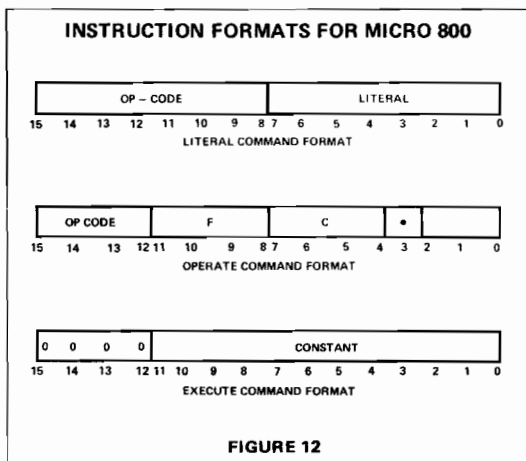 INSTRUCTION FORMATS FOR MICRO 800
OP – CODE LITERAL
15 14 13 12 11 10 9 8 7 6 5 4 3 2 1 0
LITERAL COMMAND FORMAT
OP CODE F C *
15 14 13 12 11 10 9 8 7 6 5 4 3 2 1 0
OPERATE COMMAND FORMAT
0 0 0 0 CONSTANT
15 14 13 12 11 10 9 8 7 6 5 4 3 2 1 0
EXECUTE COMMAND FORMAT
FIGURE 12